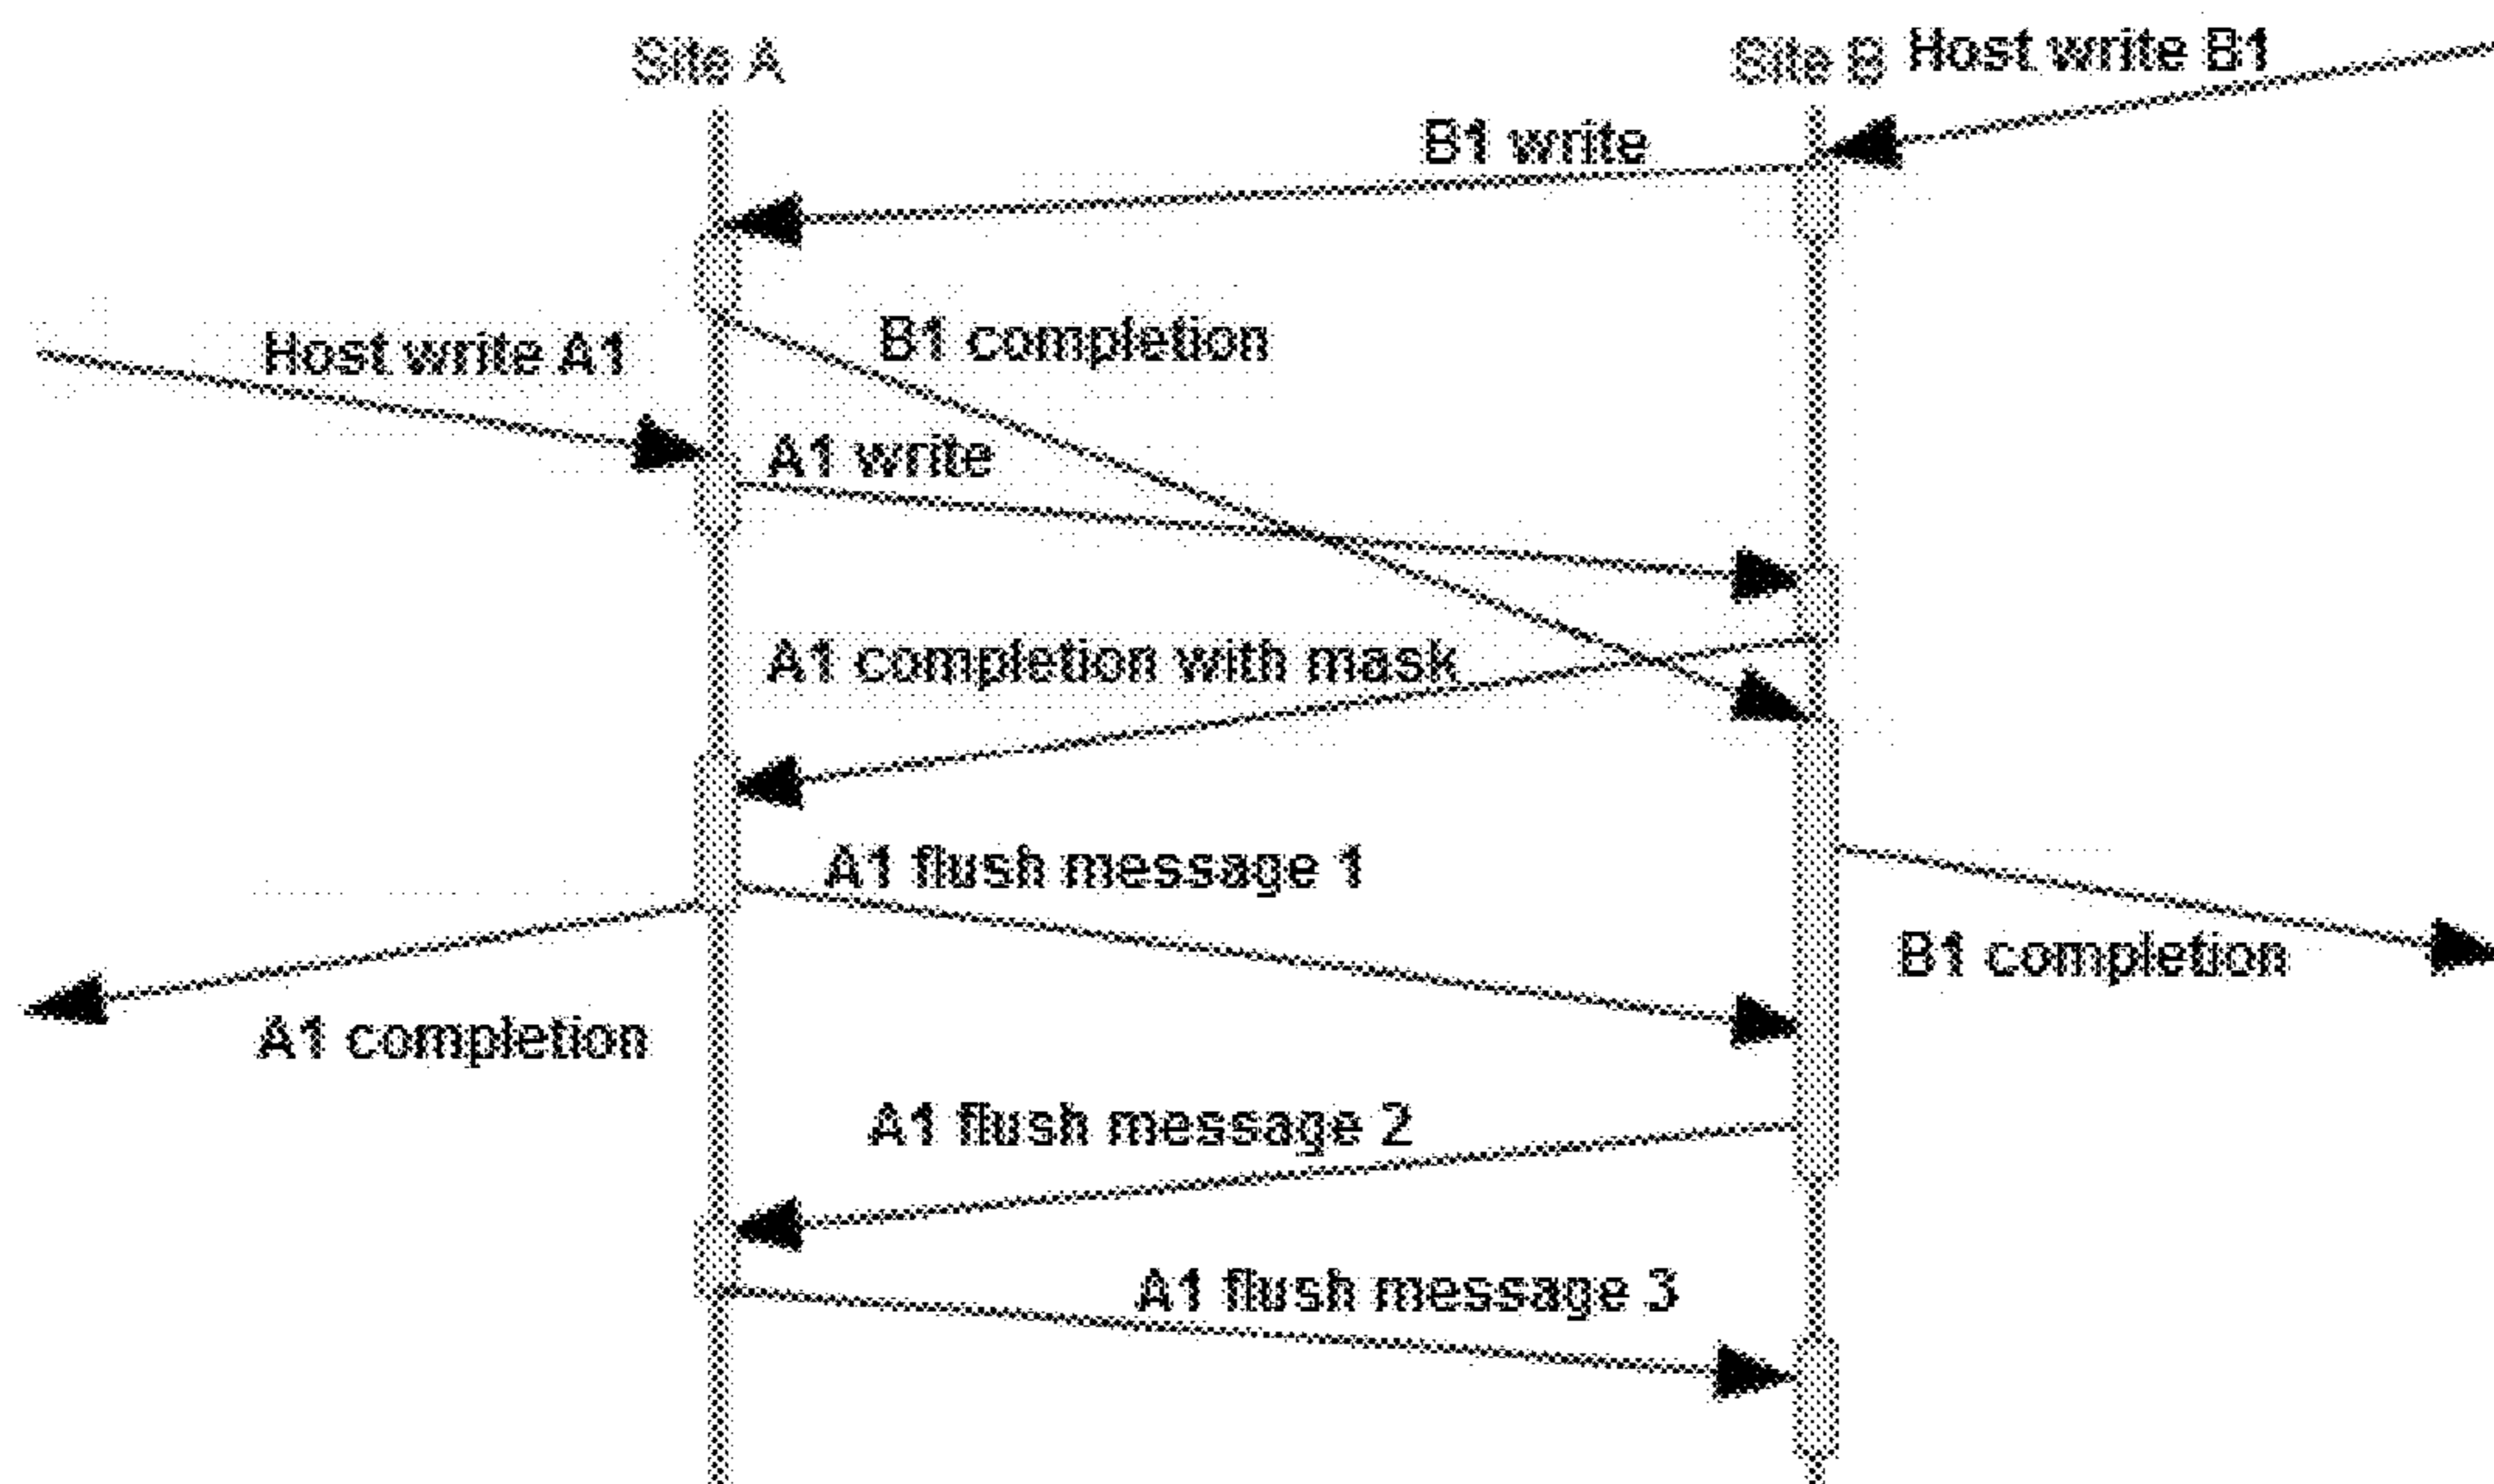 Site A
Site B
Host write B1
B1 write
B1 completion
Host write A1
A1 write
A1 completion with mask
A1 flush message 1
B1 completion
A1 completion
A1 flush message 2
A1 flush message 3